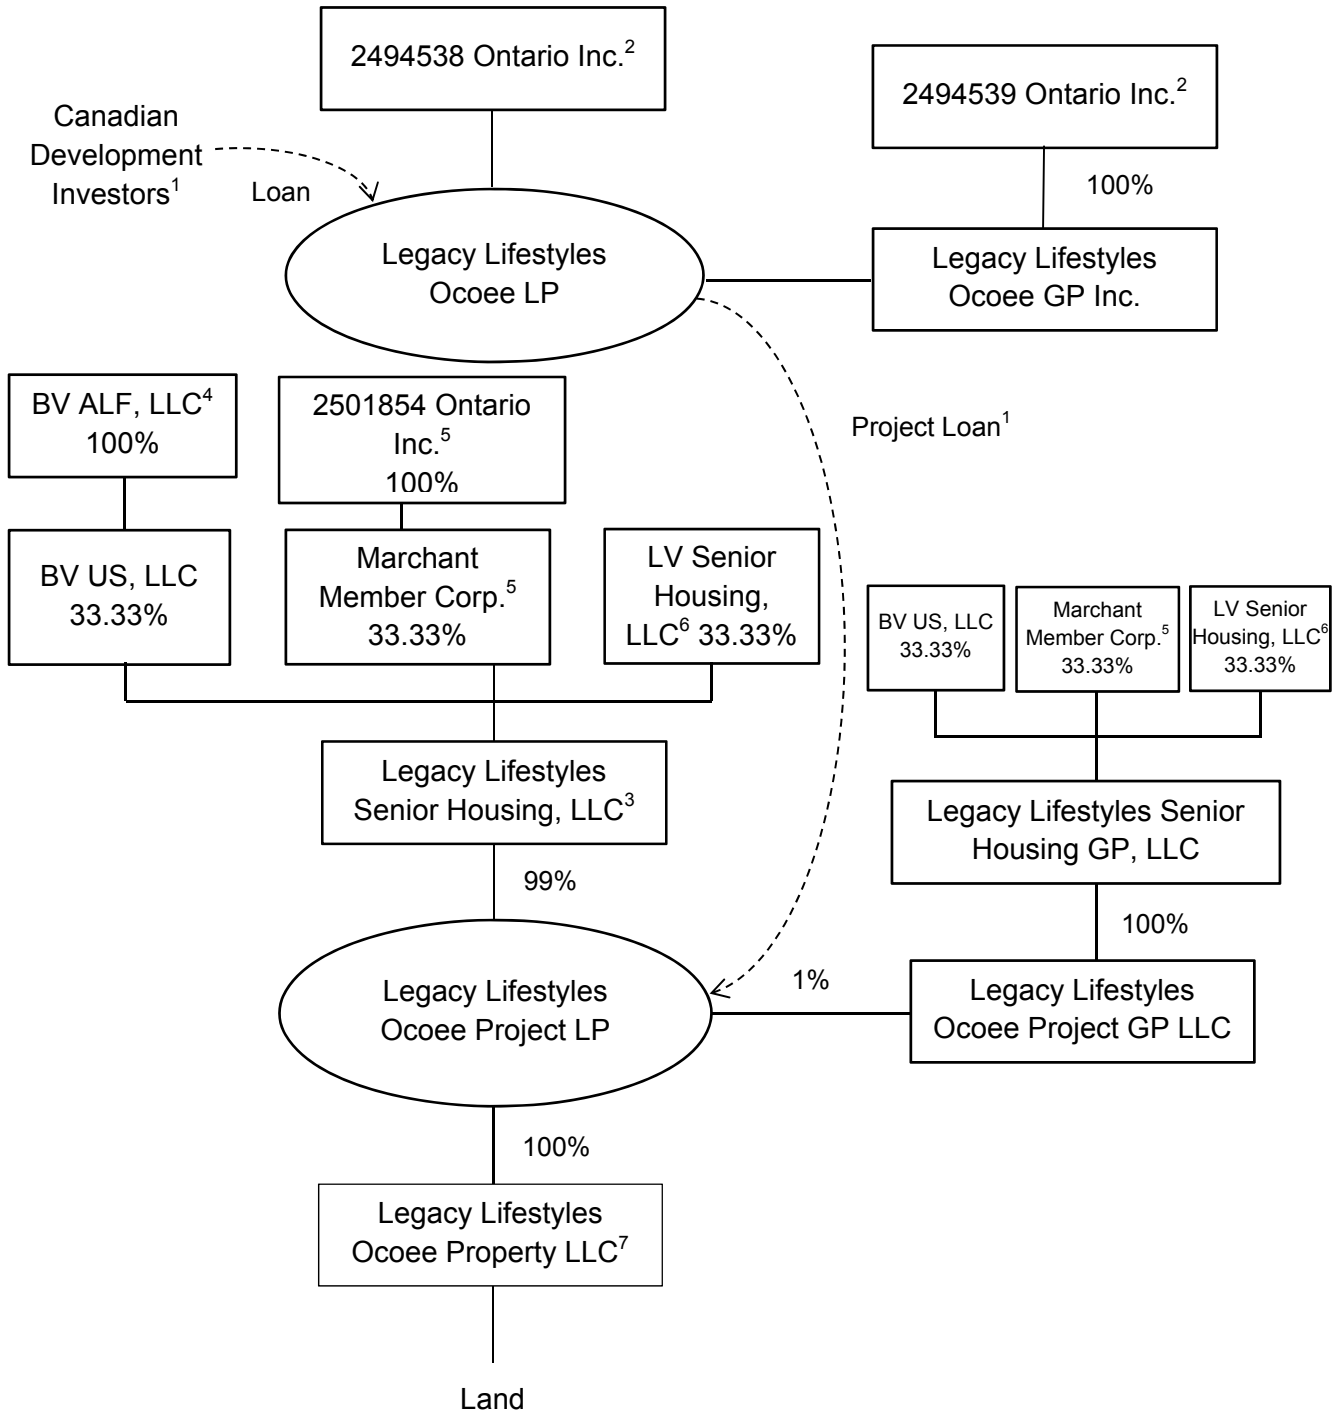 2494538 Ontario Inc.²
2494539 Ontario Inc.²
Canadian
Development
Investors¹
Loan
100%
Legacy Lifestyles
Ocoee LP
Legacy Lifestyles
Ocoee GP Inc.
BV ALF, LLC⁴
100%
2501854 Ontario
Inc.⁵
100%
Project Loan¹
BV US, LLC
33.33%
Marchant
Member Corp.⁵
33.33%
LV Senior
Housing,
LLC⁶ 33.33%
BV US, LLC
33.33%
Marchant
Member Corp.⁵
33.33%
LV Senior
Housing, LLC⁶
33.33%
Legacy Lifestyles
Senior Housing, LLC³
Legacy Lifestyles Senior
Housing GP, LLC
99%
100%
Legacy Lifestyles
Ocoee Project LP
1%
Legacy Lifestyles
Ocoee Project GP LLC
100%
Legacy Lifestyles
Ocoee Property LLC⁷
Land